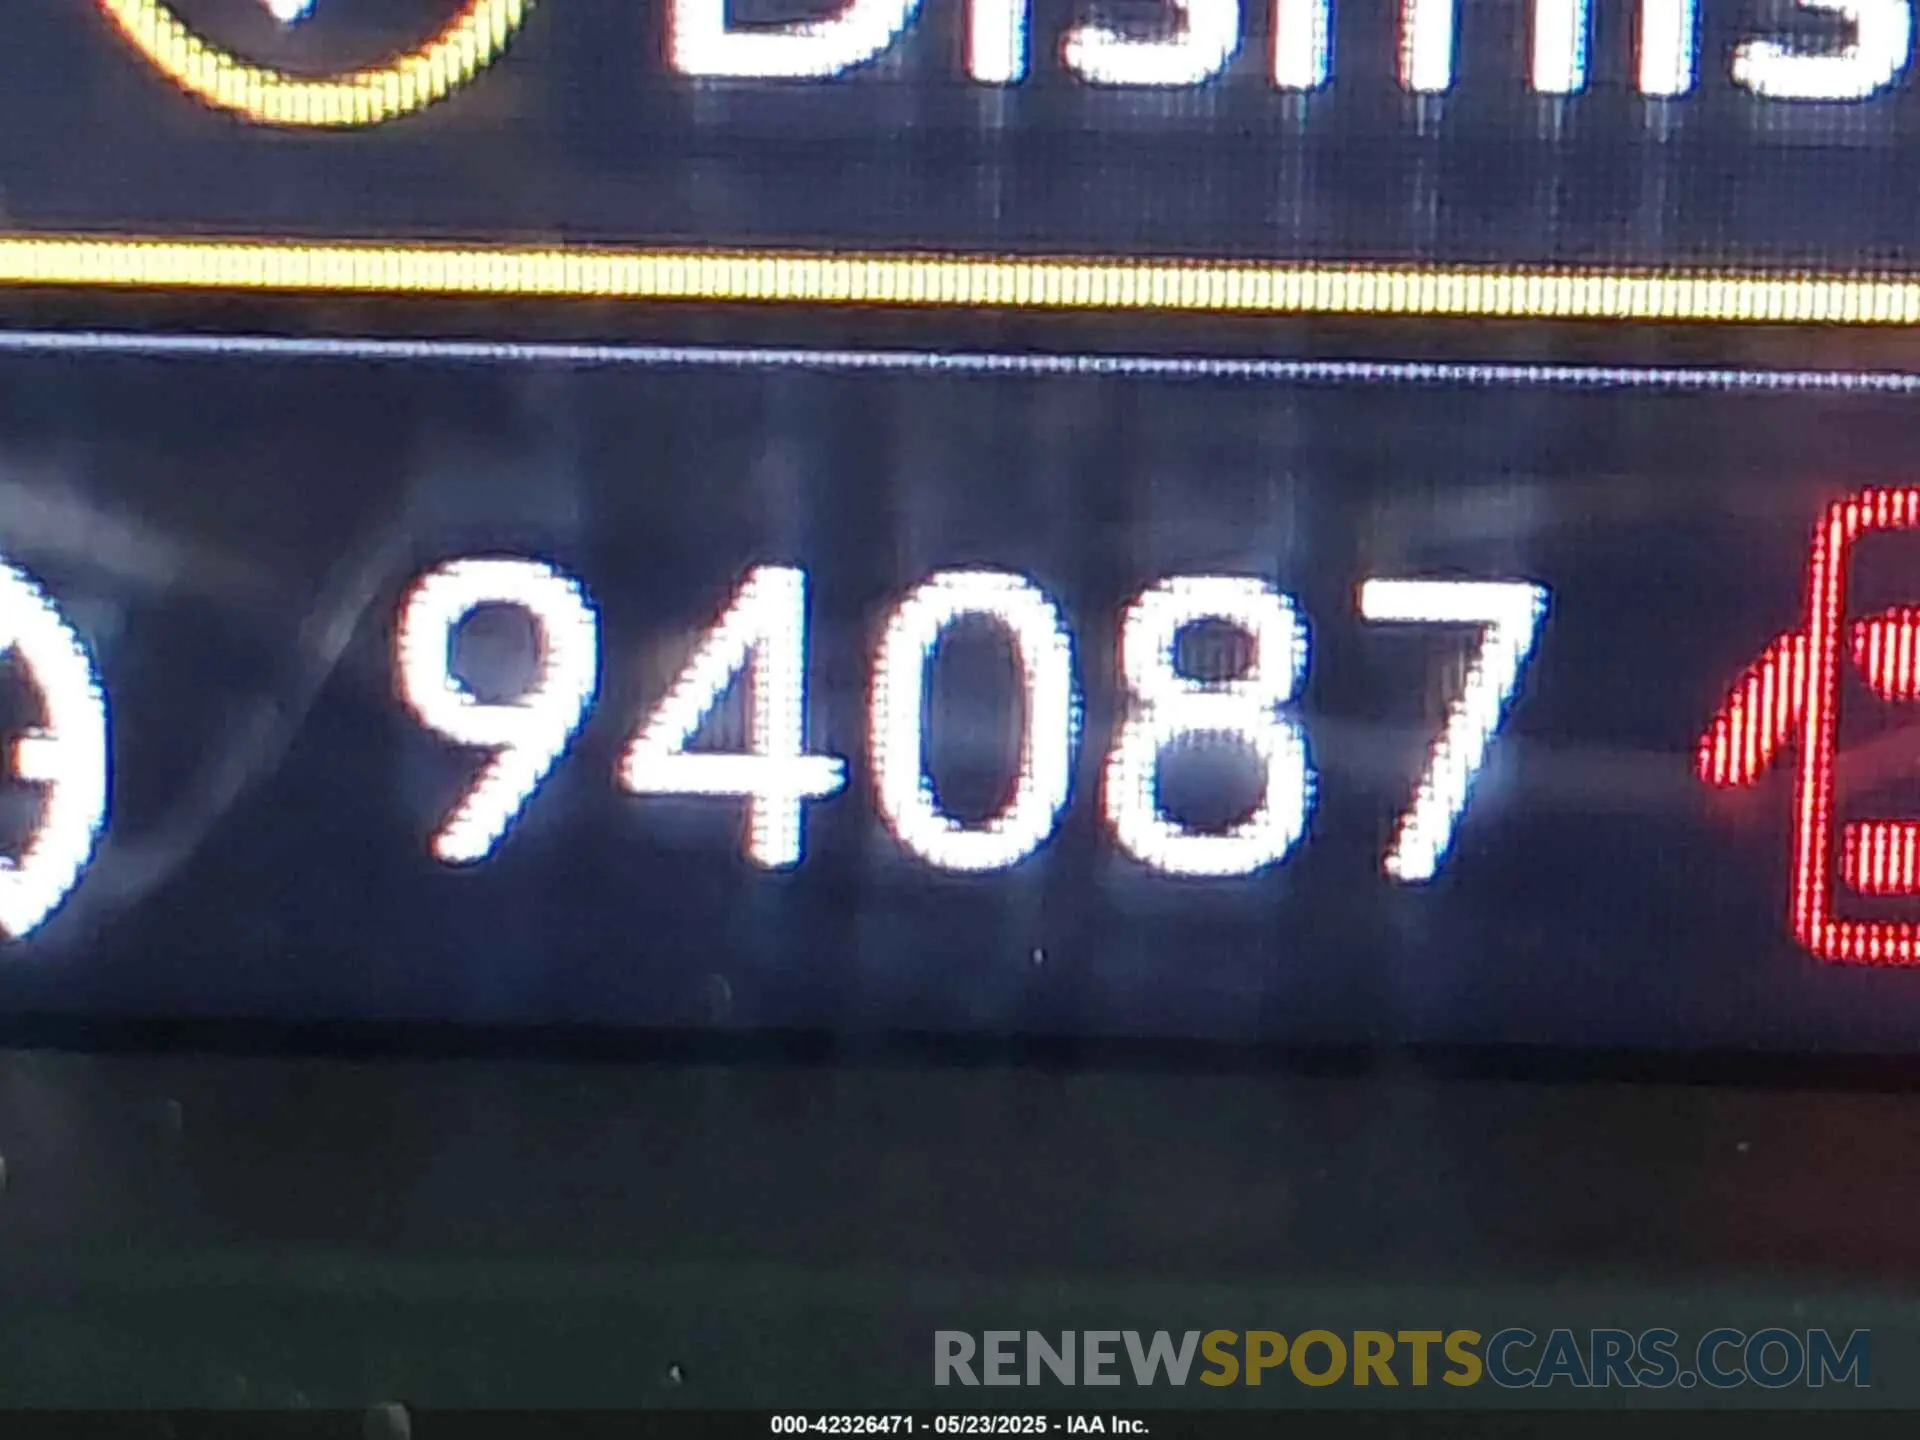 94087
RENEWSPORTSCARS.COM
000-42326471 - 05/23/2025 - IAA Inc.